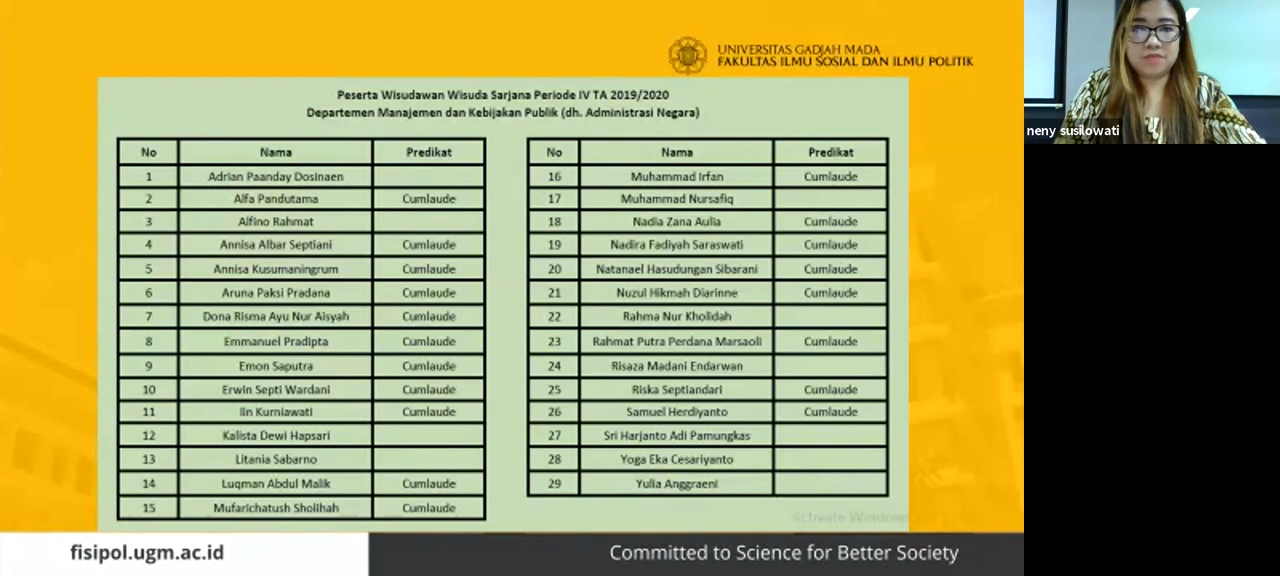 UNIVERSITAS GADJAH MADA
FAKULTAS ILMU SOSIAL DAN ILMU POLITIK
neny susilowati
Peserta Wisudawan Wisuda Sarjana Periode IV TA 2019/2020
Departemen Manajemen dan Kebijakan Publik (dh. Administrasi Negara)
No Nama Predikat
1 Adrian Paanday Dosinaen
2 Alfa Pandutama Cumlaude
3 Alfino Rahmat
4 Annisa Albar Septiani Cumlaude
5 Annisa Kusumaningrum Cumlaude
6 Aruna Paksi Pradana Cumlaude
7 Dona Risma Ayu Nur Aisyah Cumlaude
8 Emmanuel Pradipta Cumlaude
9 Emon Saputra Cumlaude
10 Erwin Septi Wardani Cumlaude
11 Iin Kurniawati Cumlaude
12 Kalista Dewi Hapsari
13 Litania Sabarno
14 Luqman Abdul Malik Cumlaude
15 Mufarichatush Sholihah Cumlaude
No Nama Predikat
16 Muhammad Irfan Cumlaude
17 Muhammad Nursafiq
18 Nadia Zana Aulia Cumlaude
19 Nadira Fadiyah Saraswati Cumlaude
20 Natanael Hasudungan Sibarani Cumlaude
21 Nuzul Hikmah Diarinne Cumlaude
22 Rahma Nur Kholidah
23 Rahmat Putra Perdana Marsaoli Cumlaude
24 Risaza Madani Endarwan
25 Riska Septiandari Cumlaude
26 Samuel Herdiyanto Cumlaude
27 Sri Harjanto Adi Pamungkas
28 Yoga Eka Cesariyanto
29 Yulia Anggraeni
Activate Windows
fisipol.ugm.ac.id
Committed to Science for Better Society